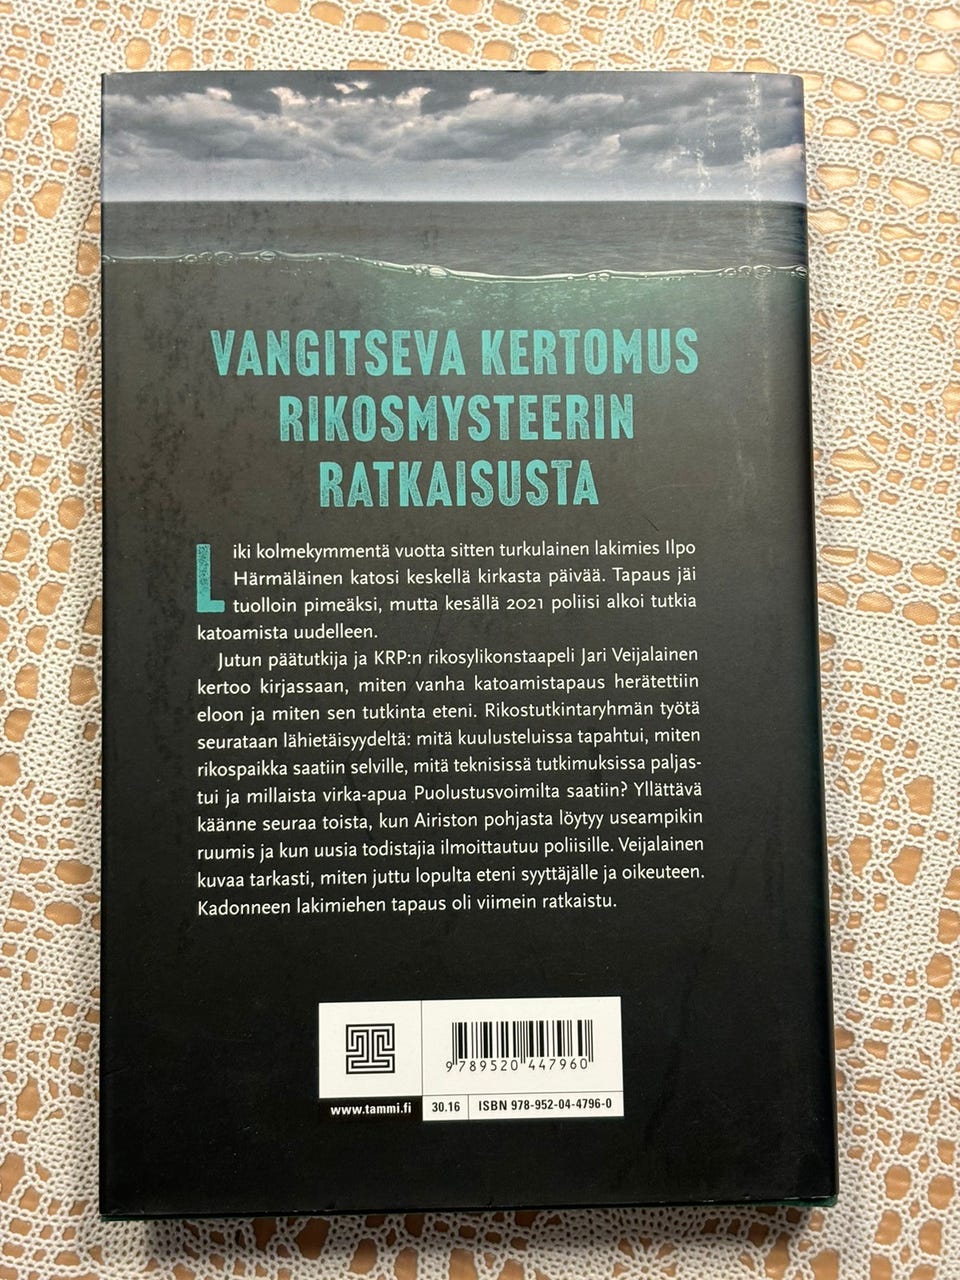 VANGITSEVA KERTOMUS
RIKOSMYSTEERIN
RATKAISUSTA
Liki kolmekymmentä vuotta sitten turkulainen lakimies Ilpo
Härmäläinen katosi keskellä kirkasta päivää. Tapaus jäi
tuolloin pimeäksi, mutta kesällä 2021 poliisi alkoi tutkia
katoamista uudelleen.
Jutun päätutkija ja KRP:n rikosylikonstaapeli Jari Veijalainen
kertoo kirjassaan, miten vanha katoamistapaus herätettiin
eloon ja miten sen tutkinta eteni. Rikostutkintaryhmän työtä
seurataan lähietäisyydeltä: mitä kuulusteluissa tapahtui, miten
rikospaikka saatiin selville, mitä teknisissä tutkimuksissa paljas-
tui ja millaista virka-apua Puolustusvoimilta saatiin? Yllättävä
käänne seuraa toista, kun Airiston pohjasta löytyy useampikin
ruumis ja kun uusia todistajia ilmoittautuu poliisille. Veijalainen
kuvaa tarkasti, miten juttu lopulta eteni syyttäjälle ja oikeuteen.
Kadonneen lakimiehen tapaus oli viimein ratkaistu.
9 789520 447960
www.tammi.fi 30.16 ISBN 978-952-04-4796-0